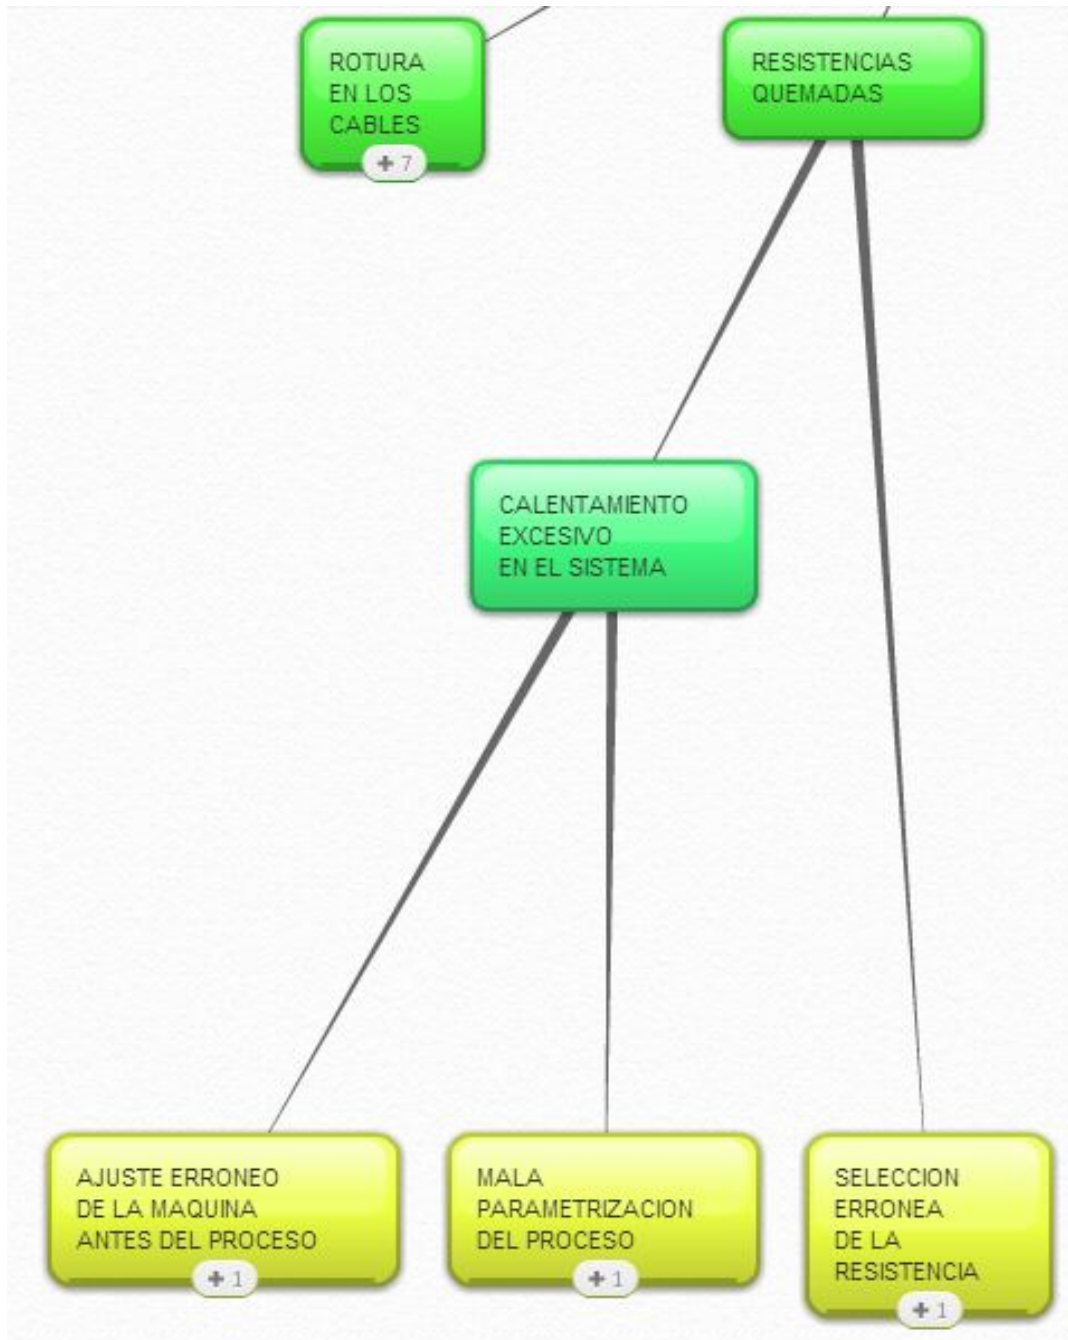 ROTURA
EN LOS
CABLES
+ 7
RESISTENCIAS
QUEMADAS
CALENTAMIENTO
EXCESIVO
EN EL SISTEMA
AJUSTE ERRONEO
DE LA MAQUINA
ANTES DEL PROCESO
+ 1
MALA
PARAMETRIZACION
DEL PROCESO
+ 1
SELECCION
ERRONEA
DE LA
RESISTENCIA
+ 1